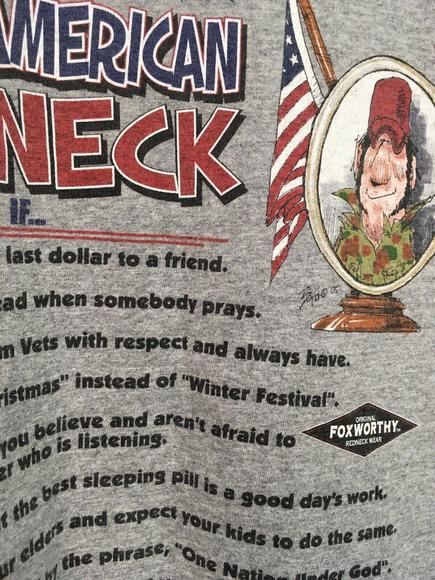 AMERICAN
NECK
IF...
last dollar to a friend.
ead when somebody prays.
m Vets with respect and always have.
ristmas" instead of "Winter Festival".
you believe and aren't afraid to
er who is listening.
ORIGINAL
FOXWORTHY
REDNECK WEAR
t the best sleeping pill is a good day's work.
ur elders and expect your kids to do the same.
by the phrase, "One Nation Under God".